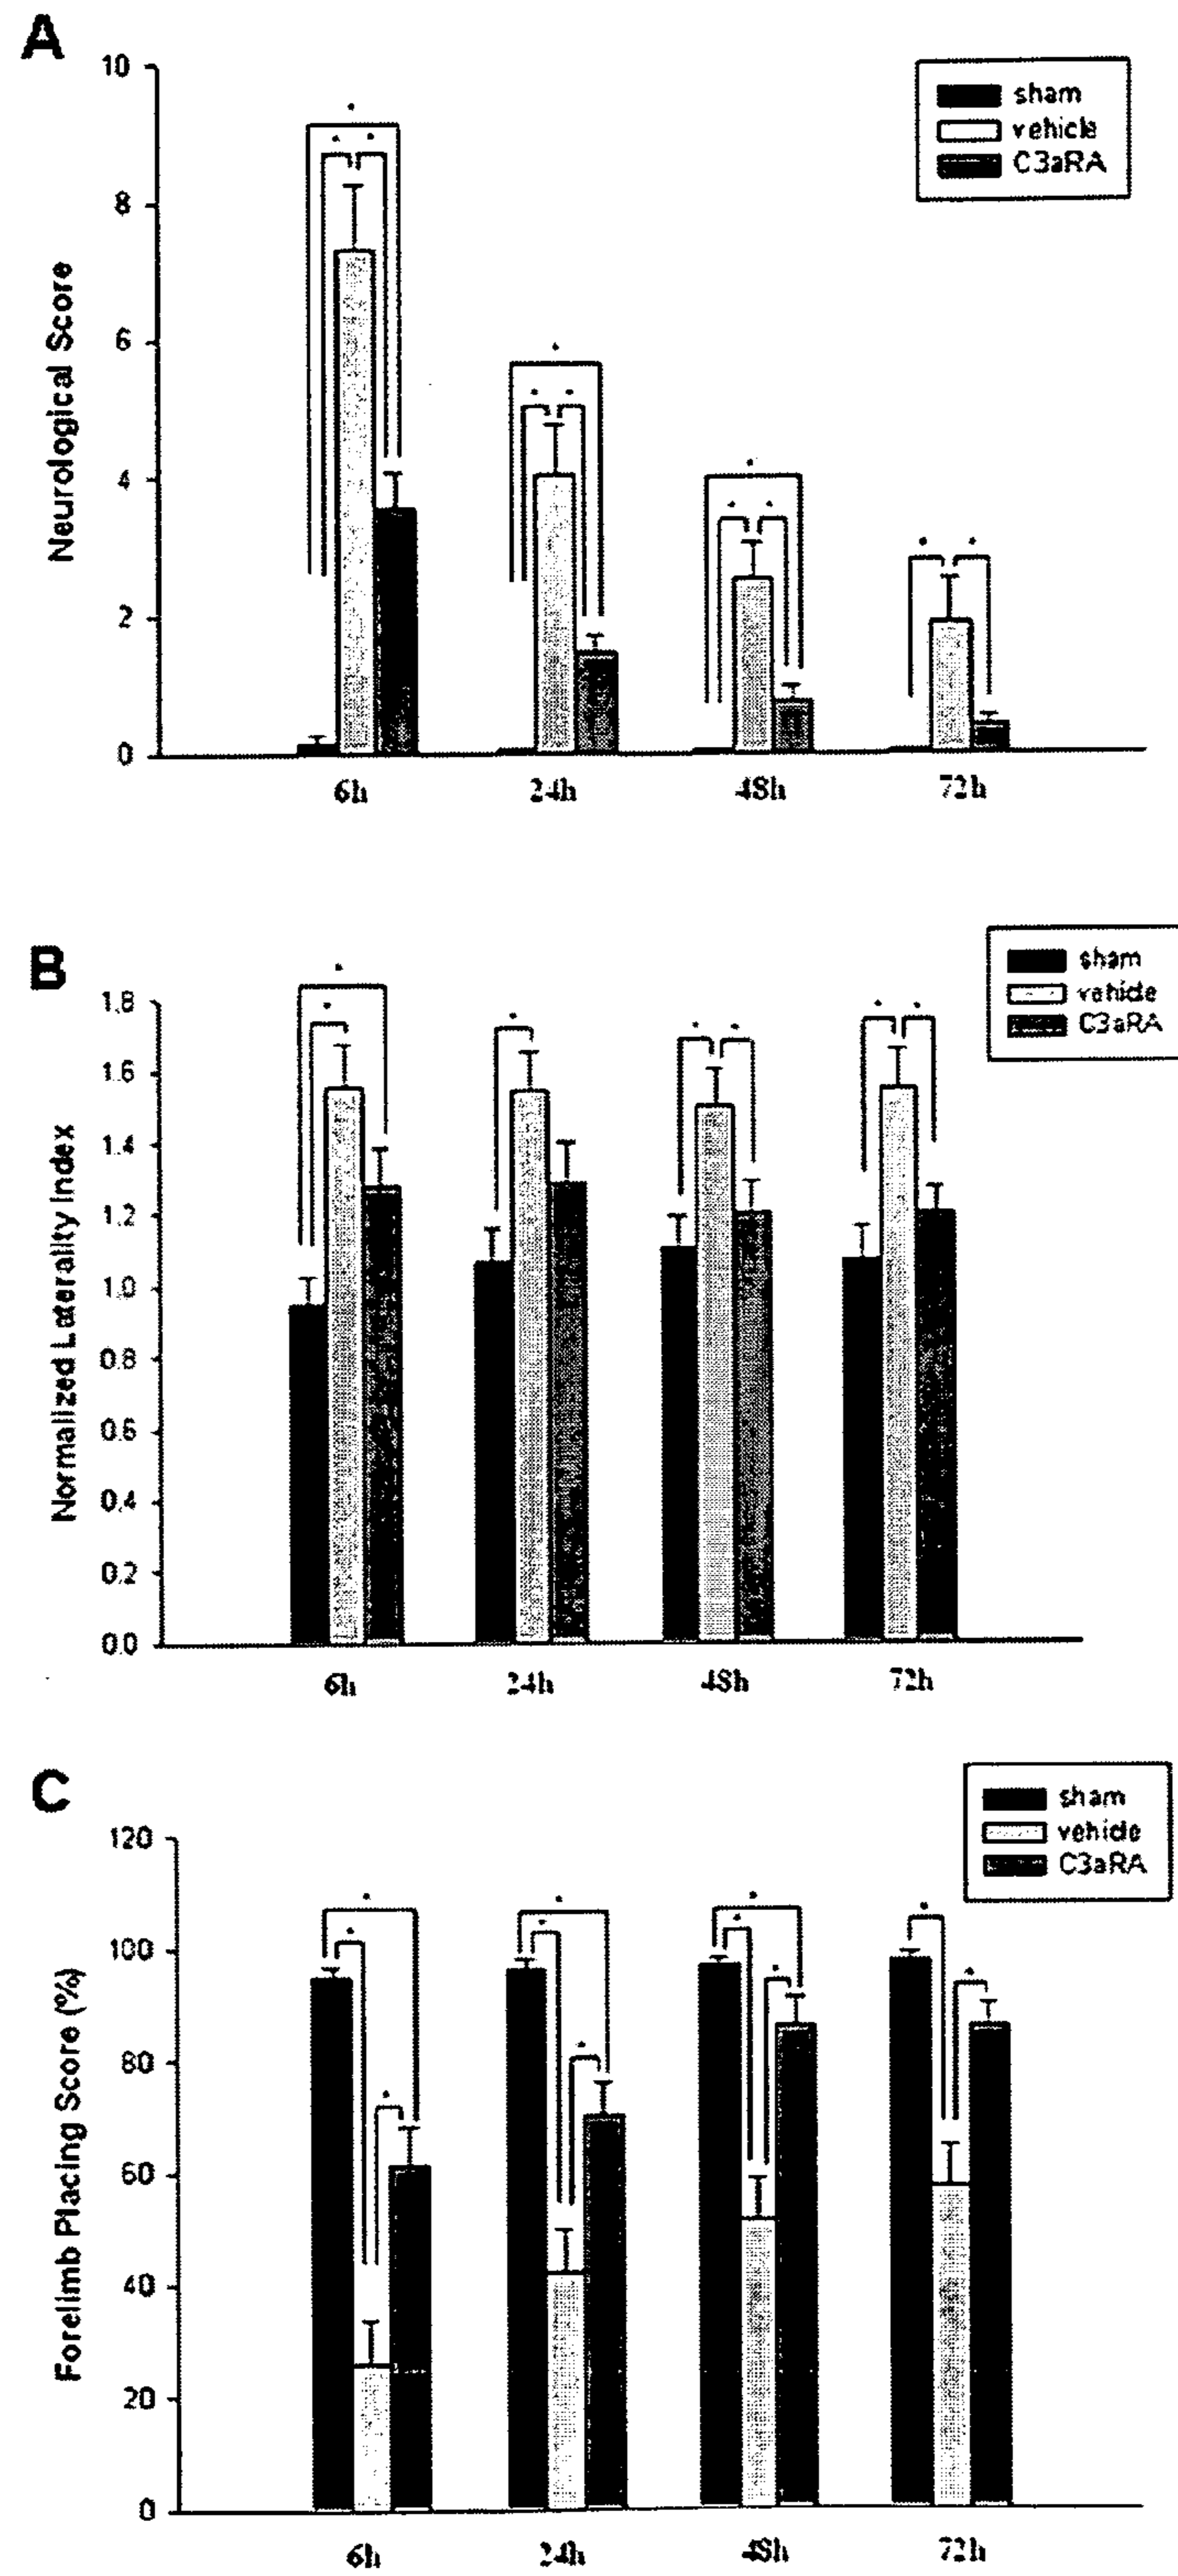 A
10
8
6
4
2
0
Neurological Score
sham
vehicle
C3aRA
6h 24h 48h 72h
B
1.8
1.6
1.4
1.2
1.0
0.8
0.6
0.4
0.2
0.0
Normalized Laterality Index
sham
vehicle
C3aRA
6h 24h 48h 72h
C
120
100
80
60
40
20
0
Forelimb Placing Score (%)
sham
vehicle
C3aRA
6h 24h 48h 72h